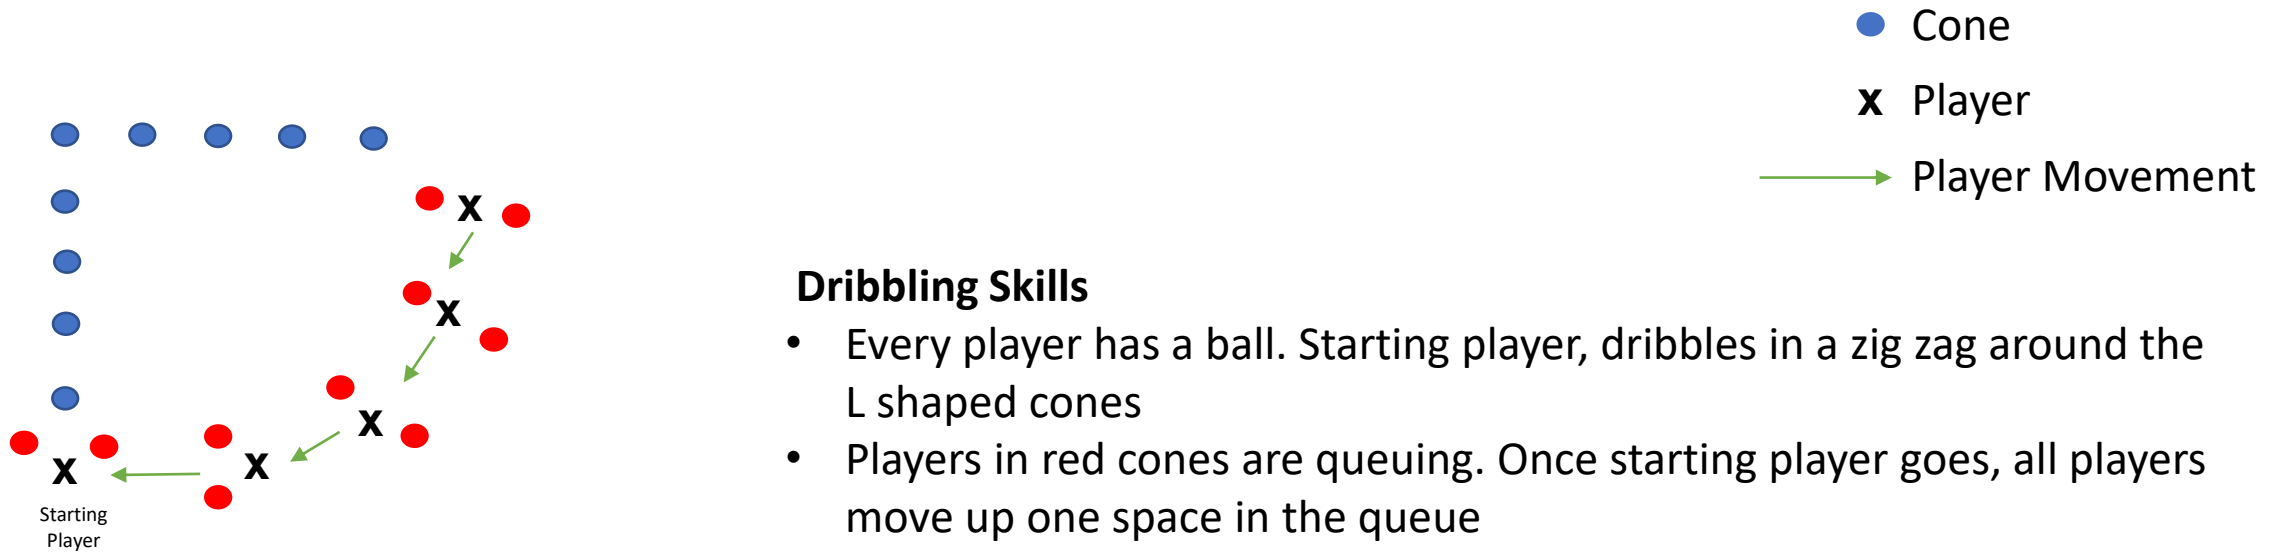 Cone
x Player
Player Movement
x
x
x
x
x
Starting
Player
Dribbling Skills
• Every player has a ball. Starting player, dribbles in a zig zag around the
L shaped cones
• Players in red cones are queuing. Once starting player goes, all players
move up one space in the queue